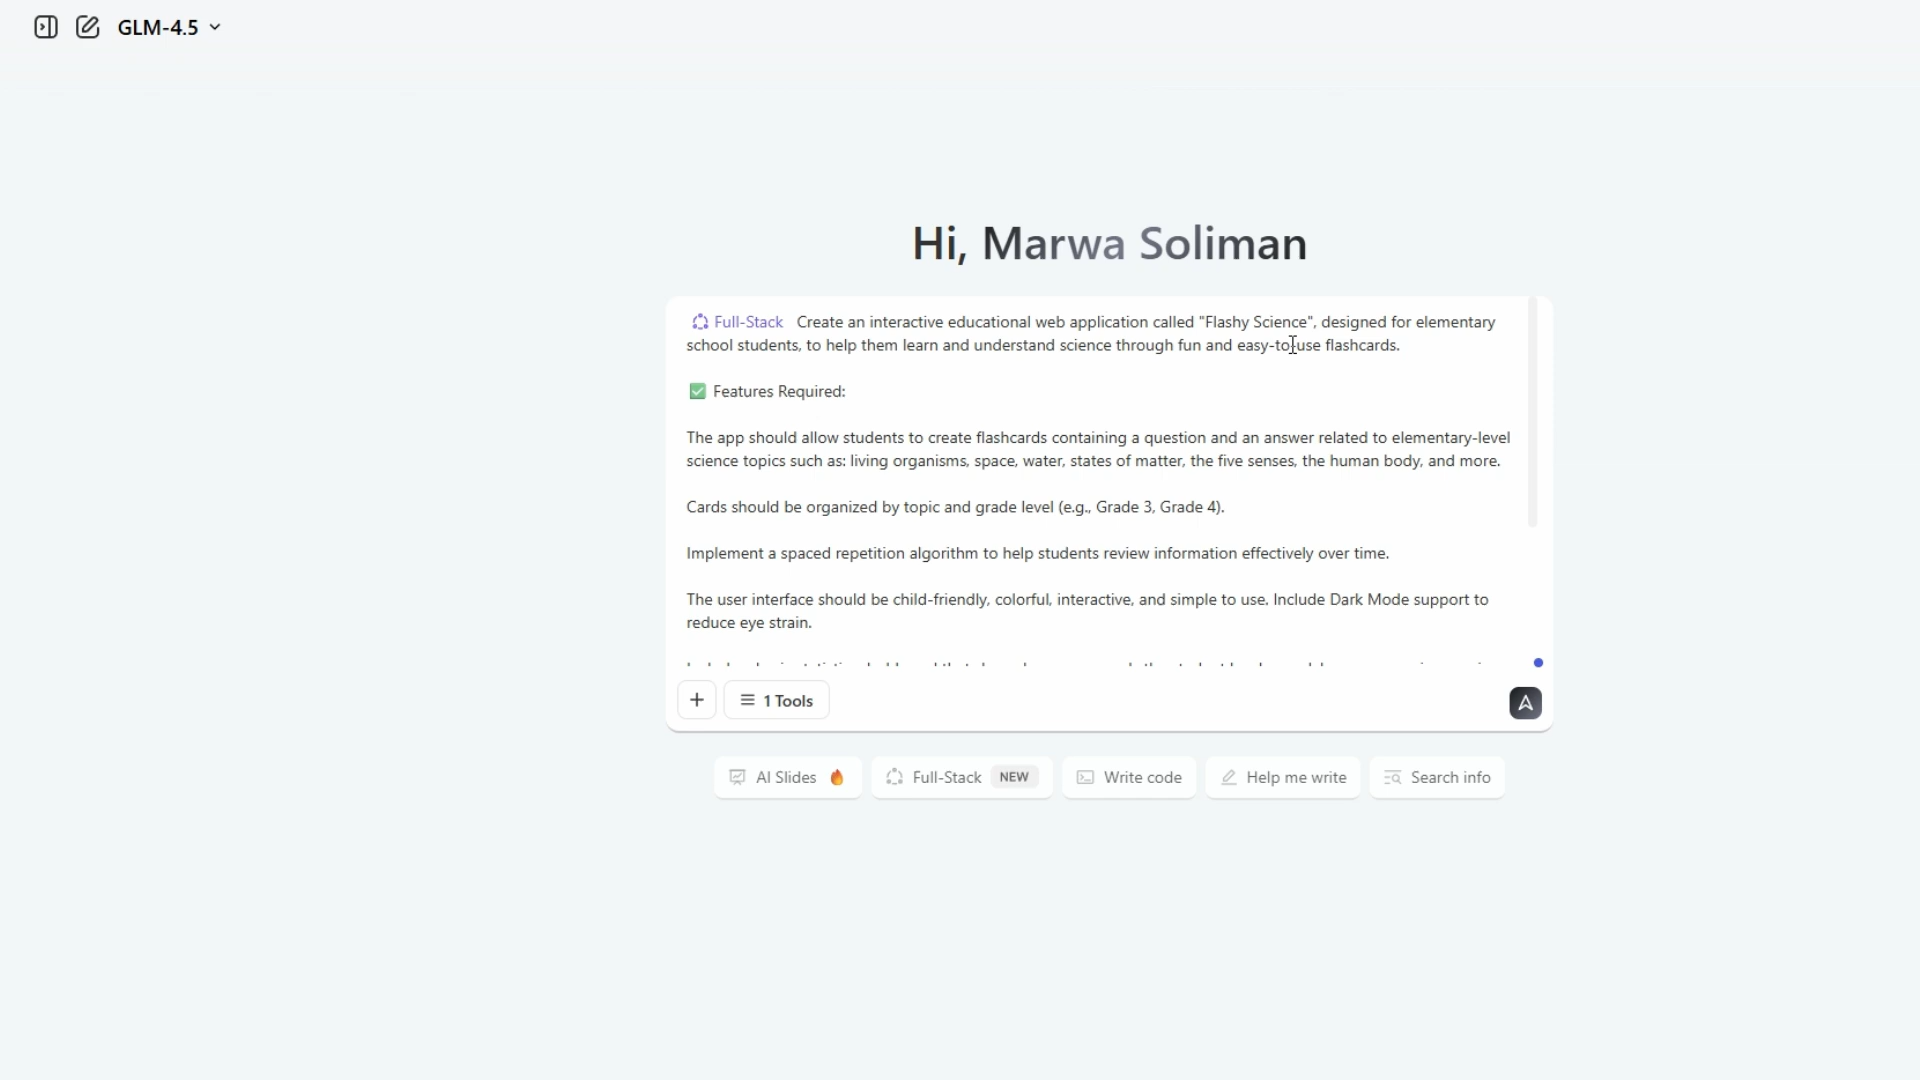 GLM-4.5
Hi, Marwa Soliman
Full-Stack Create an interactive educational web application called "Flashy Science", designed for elementary
school students, to help them learn and understand science through fun and easy-to-use flashcards.
✅ Features Required:
The app should allow students to create flashcards containing a question and an answer related to elementary-level
science topics such as: living organisms, space, water, states of matter, the five senses, the human body, and more.
Cards should be organized by topic and grade level (e.g., Grade 3, Grade 4).
Implement a spaced repetition algorithm to help students review information effectively over time.
The user interface should be child-friendly, colorful, interactive, and simple to use. Include Dark Mode support to
reduce eye strain.
1 Tools
AI Slides Full-Stack NEW Write code Help me write Search info